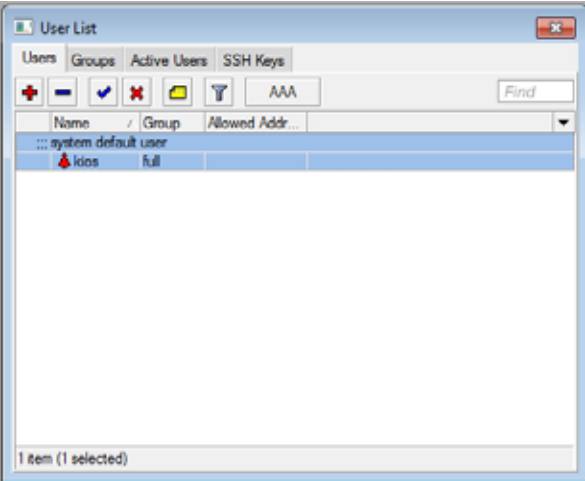 User List
Users Groups Active Users SSH Keys
AAA Find
Name / Group Allowed Addr...
;;; system default user
kios full
1 item (1 selected)